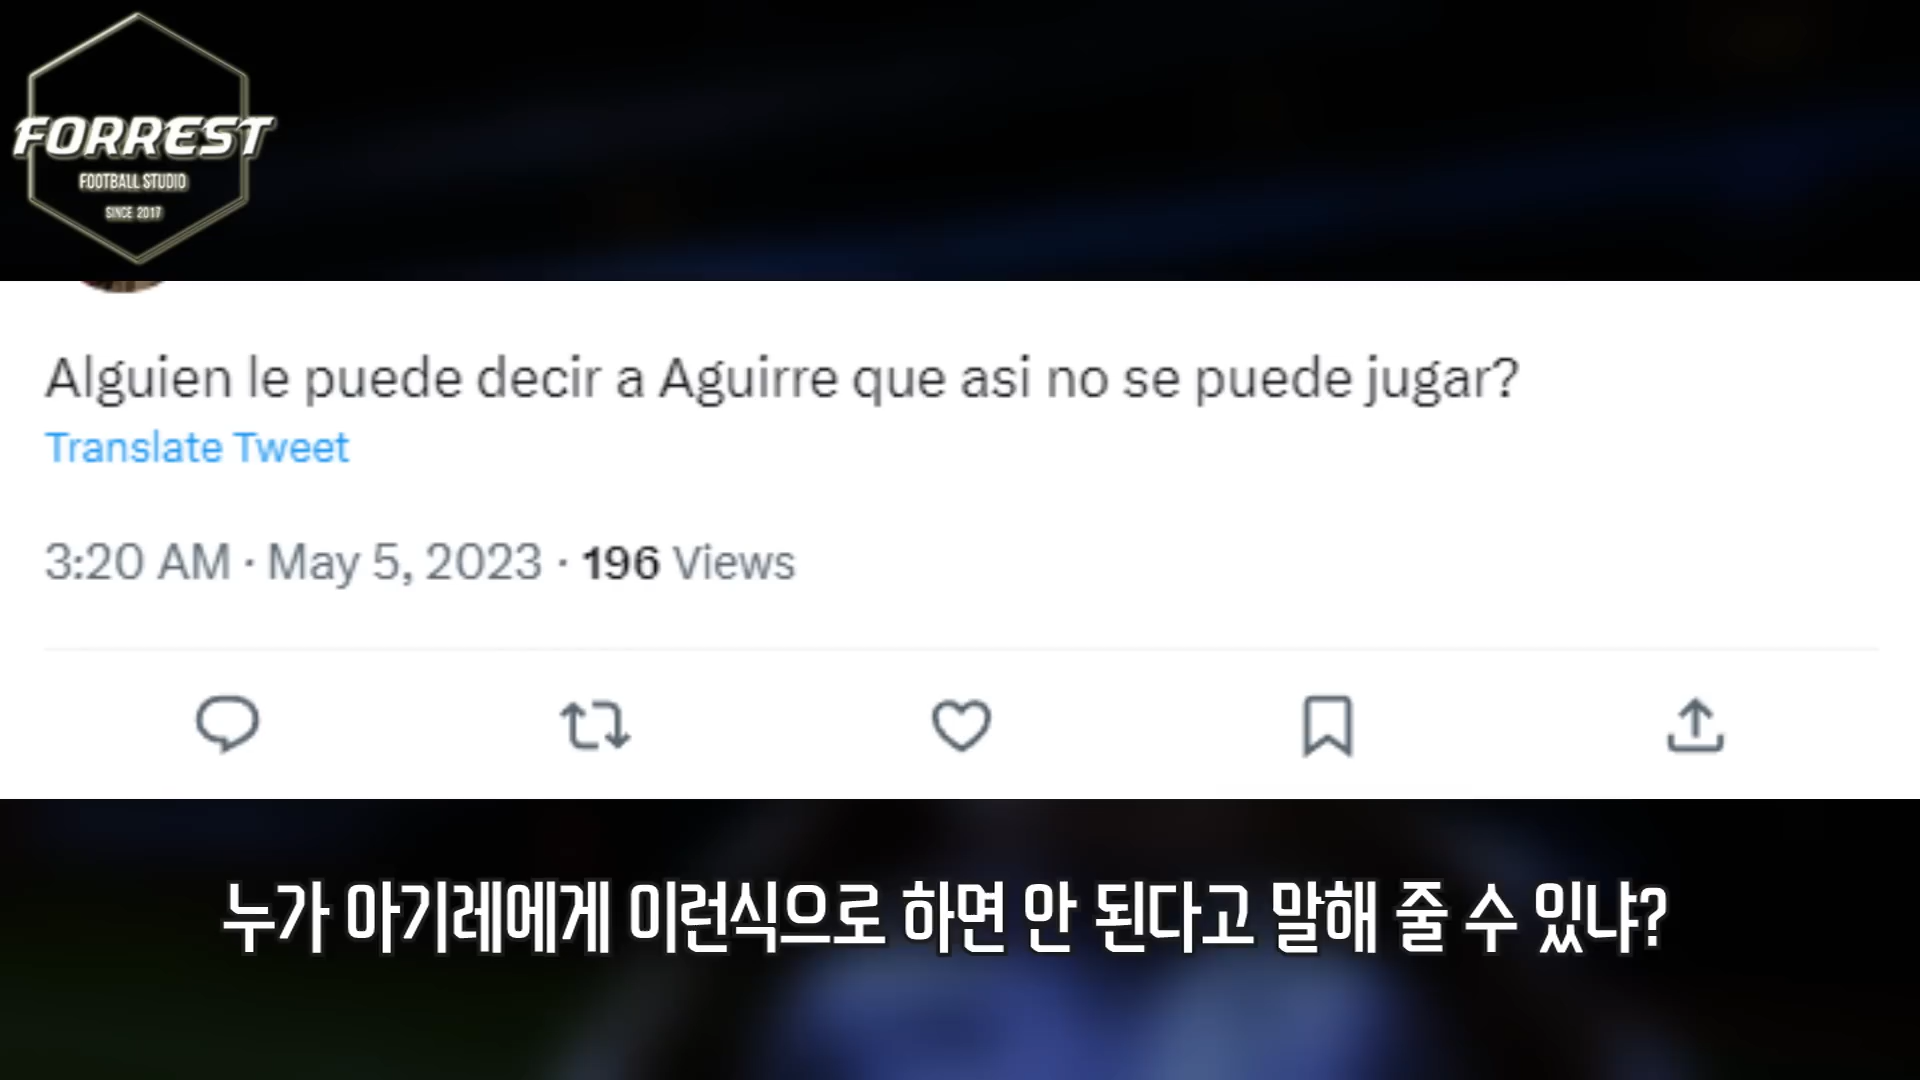 FORREST
FOOTBALL STUDIO
SINCE 2017
Alguien le puede decir a Aguirre que asi no se puede jugar?
Translate Tweet
3:20 AM · May 5, 2023 · 196 Views
누가 아기레에게 이런식으로 하면 안 된다고 말해 줄 수 있냐?